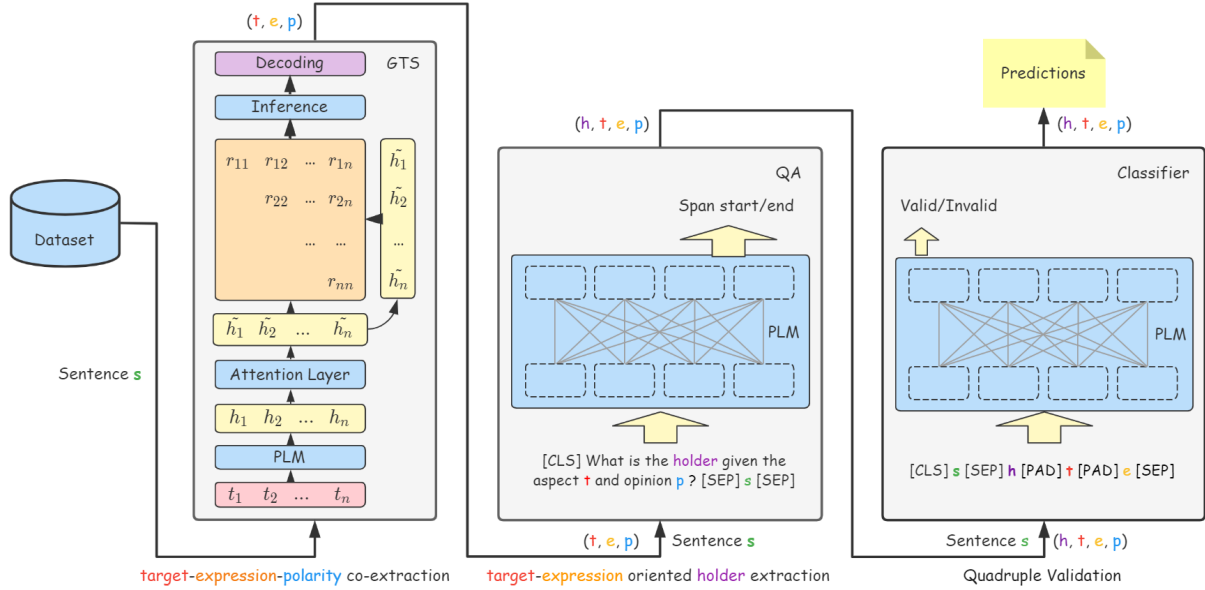 (t, e, p)
GTS
Decoding
Inference
r₁₁ r₁₂ ... r₁ₙ
r₂₂ ... r₂ₙ
... ...
rₙₙ
h̃₁
h̃₂
...
h̃ₙ
h̃₁ h̃₂ ... h̃ₙ
Attention Layer
h₁ h₂ ... hₙ
PLM
t₁ t₂ ... tₙ
Dataset
Sentence s
target-expression-polarity co-extraction
(h, t, e, p)
QA
Span start/end
PLM
[CLS] What is the holder given the
aspect t and opinion p ? [SEP] s [SEP]
(t, e, p)
Sentence s
target-expression oriented holder extraction
Predictions
(h, t, e, p)
Classifier
Valid/Invalid
PLM
[CLS] s [SEP] h [PAD] t [PAD] e [SEP]
Sentence s
(h, t, e, p)
Quadruple Validation